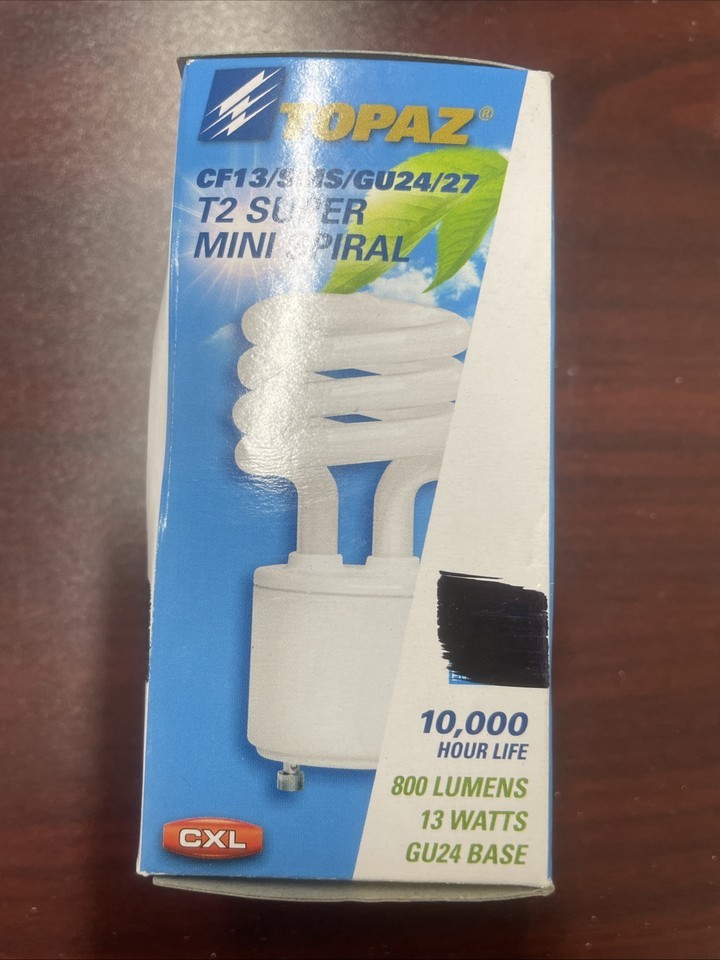 TOPAZ®
CF13/SMS/GU24/27
T2 SUPER
MINI SPIRAL
10,000
HOUR LIFE
800 LUMENS
13 WATTS
GU24 BASE
CXL